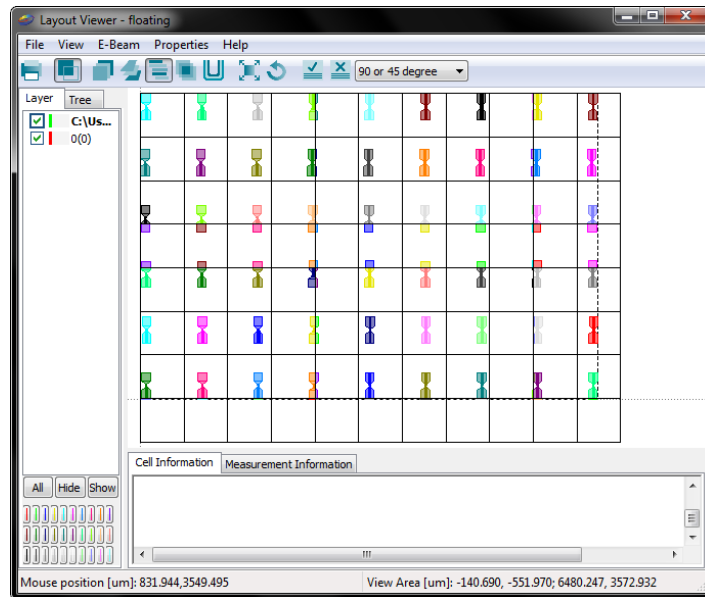 Layout Viewer - floating
File View E-Beam Properties Help
90 or 45 degree
Layer Tree
C:\Us...
0(0)
All Hide Show
Cell Information Measurement Information
Mouse position [um]: 831.944,3549.495 View Area [um]: -140.690, -551.970; 6480.247, 3572.932